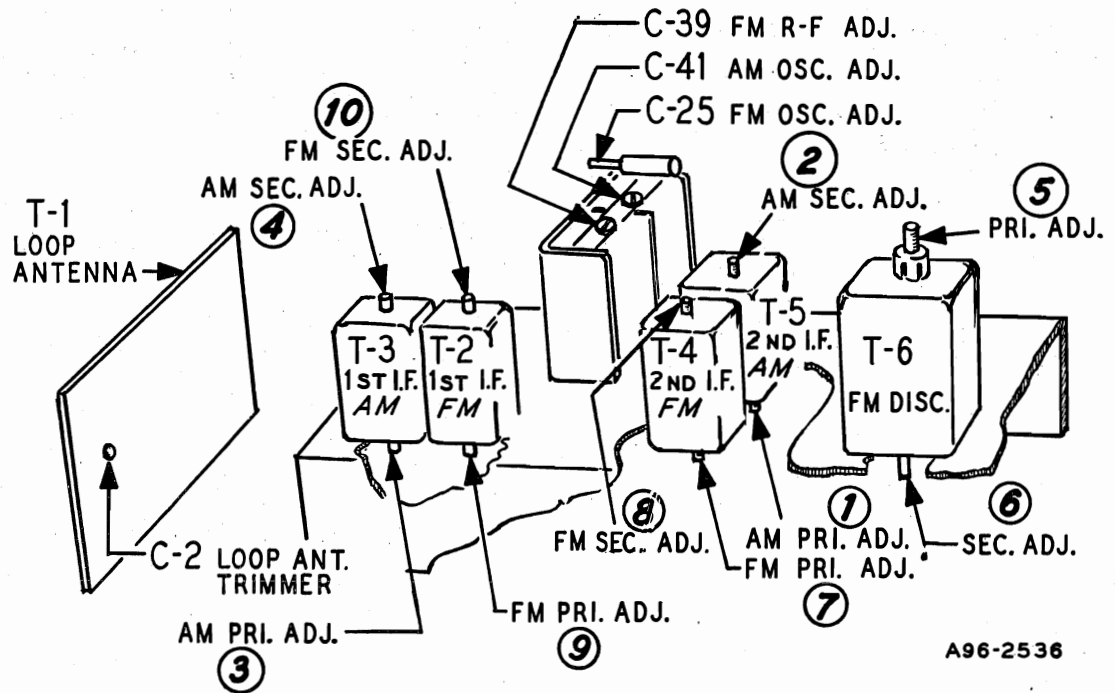 C-39 FM R-F ADJ.
C-41 AM OSC. ADJ.
C-25 FM OSC. ADJ.
10
FM SEC. ADJ.
AM SEC. ADJ.
4
2
AM SEC. ADJ.
5
PRI. ADJ.
T-1
LOOP
ANTENNA
T-3
1ST I.F.
AM
T-2
1ST I.F.
FM
T-4
2ND I.F.
FM
T-5
2ND I.F.
AM
T-6
FM DISC.
C-2 LOOP ANT.
TRIMMER
8
FM SEC. ADJ.
1
AM PRI. ADJ.
FM PRI. ADJ.
7
6
SEC. ADJ.
AM PRI. ADJ.
3
FM PRI. ADJ.
9
A96-2536